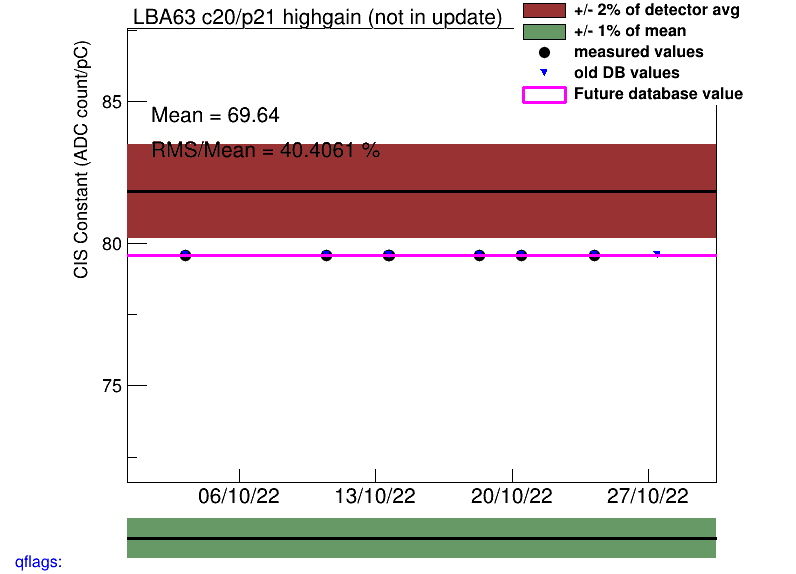 LBA63 c20/p21 highgain (not in update)
+/- 2% of detector avg
+/- 1% of mean
measured values
old DB values
Future database value
CIS Constant (ADC count/pC)
85
80
75
Mean = 69.64
RMS/Mean = 40.4061 %
06/10/22 13/10/22 20/10/22 27/10/22
qflags: